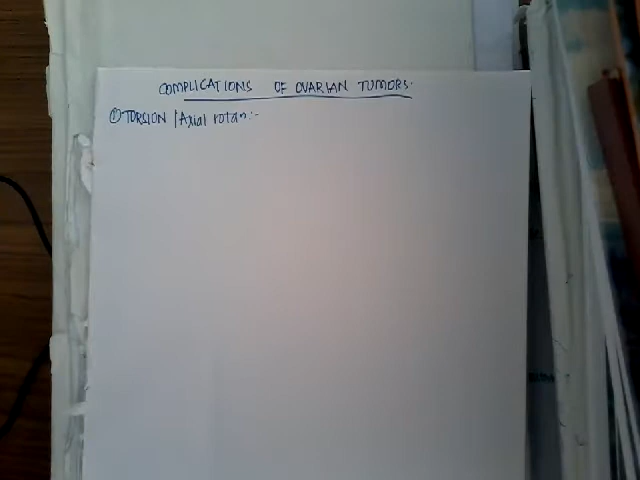 COMPLICATIONS OF OVARIAN TUMORS.
① TORSION / Axial rotan :-